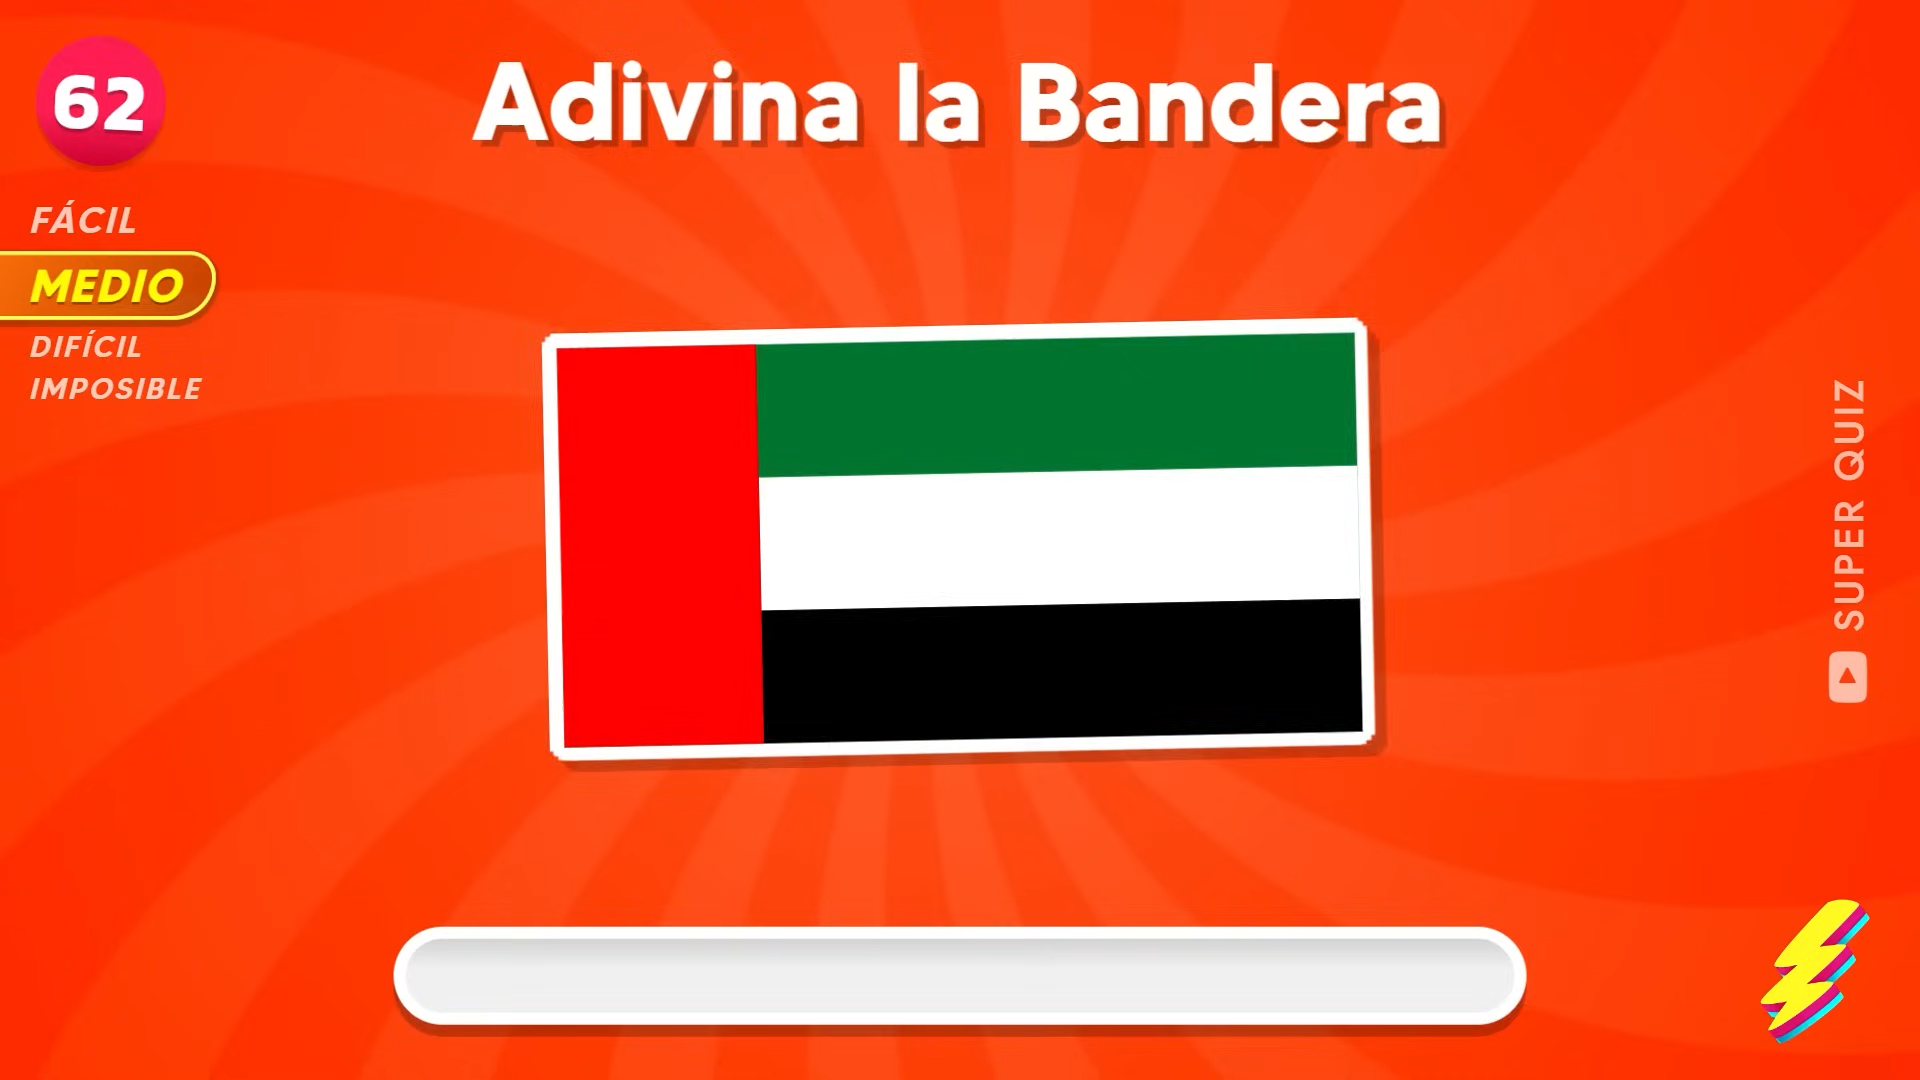 62
Adivina la Bandera
FÁCIL
MEDIO
DIFÍCIL
IMPOSIBLE
SUPER QUIZ